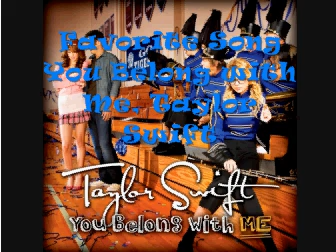 Favorite Song
You Belong with
Me. Taylor
Swift
Taylor Swift
You Belong With ME